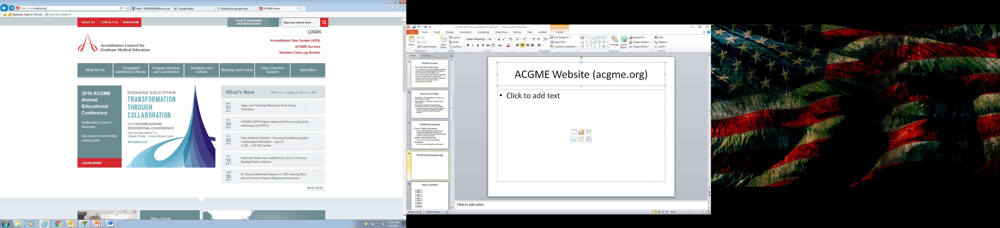 http://www.acgme.org/
Mail - DSEEHUSEN@msn.com
Google News
Waiting for google.com
ACGME Home
Seehusen, Dean A COL US...
Web Slice Gallery
ABOUT US
CONTACT US
NEWSROOM
SEARCH PROGRAMS
AND INSTITUTIONS
Type your search here...
LOGIN
Accreditation Data System (ADS)
ACGME Surveys
Resident Case Log System
Accreditation Council for
Graduate Medical Education
What We Do
Designated
Institutional Officials
Program Directors
and Coordinators
Residents and
Fellows
Meetings and Events
Data Collection
Systems
Specialties
2018 ACGME
Annual
Educational
Conference
Registration to open in
November
Stay tuned for more details
coming soon!
LEARN MORE
ENGAGING EACH OTHER:
TRANSFORMATION
THROUGH
COLLABORATION
2018 ACGME ANNUAL
EDUCATIONAL CONFERENCE
Save the Date March 1-4
Orlando, Florida | Rosen Shingle Creek
#ACGME2018
What's New
Follow us on Twitter to stay up to date
AUG
21
2017
Apply now! Soliciting Milestones Work Group
Volunteers
JUL
24
2017
ACGME CLER Program places new focus on physician
well-being (via HCPro)
JUL
20
2017
View Webinar! Webinar – Pursuing Excellence Leaders
Collaboration Information – July 19,
12:00 – 1:00 PM Central
JUL
12
2017
Audio and slides now available from June 23 Summer
Spotlight Series Webinar
JUN
30
2017
Dr. Rowen Zetterman featured on CBS morning show
about Common Program Requirement revisions
MORE NEWS
Site Visit
12:54 PM
9/6/2017
ACGME Structure and Rules 25 Sep 2017 - Microsoft PowerPoint
Drawing Tools
File
Home
Insert
Design
Transitions
Animations
Slide Show
Review
View
Acrobat
Format
Paste
Cut
Copy
Format Painter
Clipboard
New
Slide
Layout
Reset
Section
Slides
Calibri (Headings)
44
Font
Text Direction
Align Text
Convert to SmartArt
Paragraph
Arrange
Quick
Styles
Shape Fill
Shape Outline
Shape Effects
Drawing
Find
Replace
Select
Editing
Slides
Outline
5
ACGME Purpose
6
Review Committees
7
ACGME Requirements
Common Program Requirements
Specialty-Specific Requirements
Milestones
8
ACGME Website (acgme.org)
9
GME at DDEAMC
ACGME Website (acgme.org)
• Click to add text
Click to add notes
Slide 8 of 18
"Office Theme"
92%